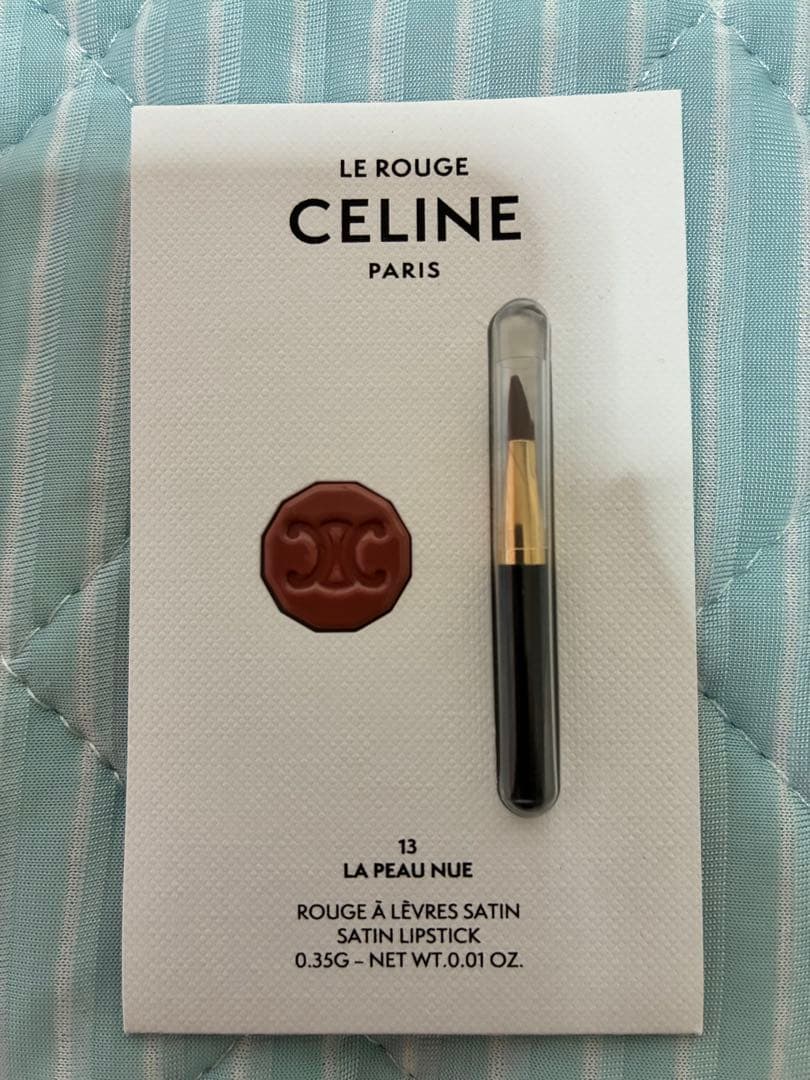 LE ROUGE
CELINE
PARIS
13
LA PEAU NUE
ROUGE À LÈVRES SATIN
SATIN LIPSTICK
0.35G – NET WT.0.01 OZ.